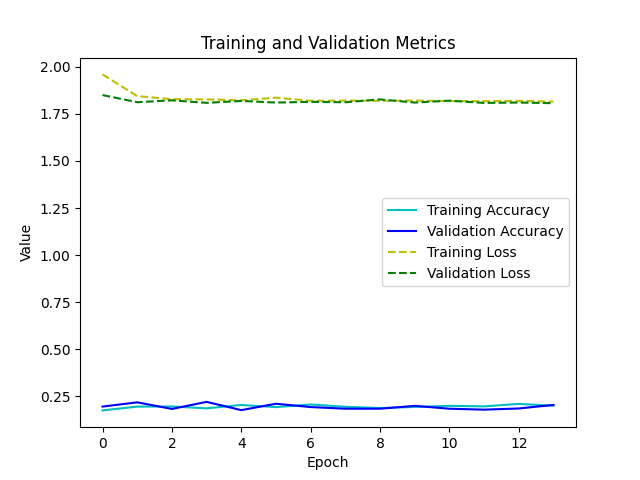 Training and Validation Metrics
2.00
1.75
1.50
1.25
1.00
0.75
0.50
0.25
Value
Training Accuracy
Validation Accuracy
Training Loss
Validation Loss
0 2 4 6 8 10 12
Epoch